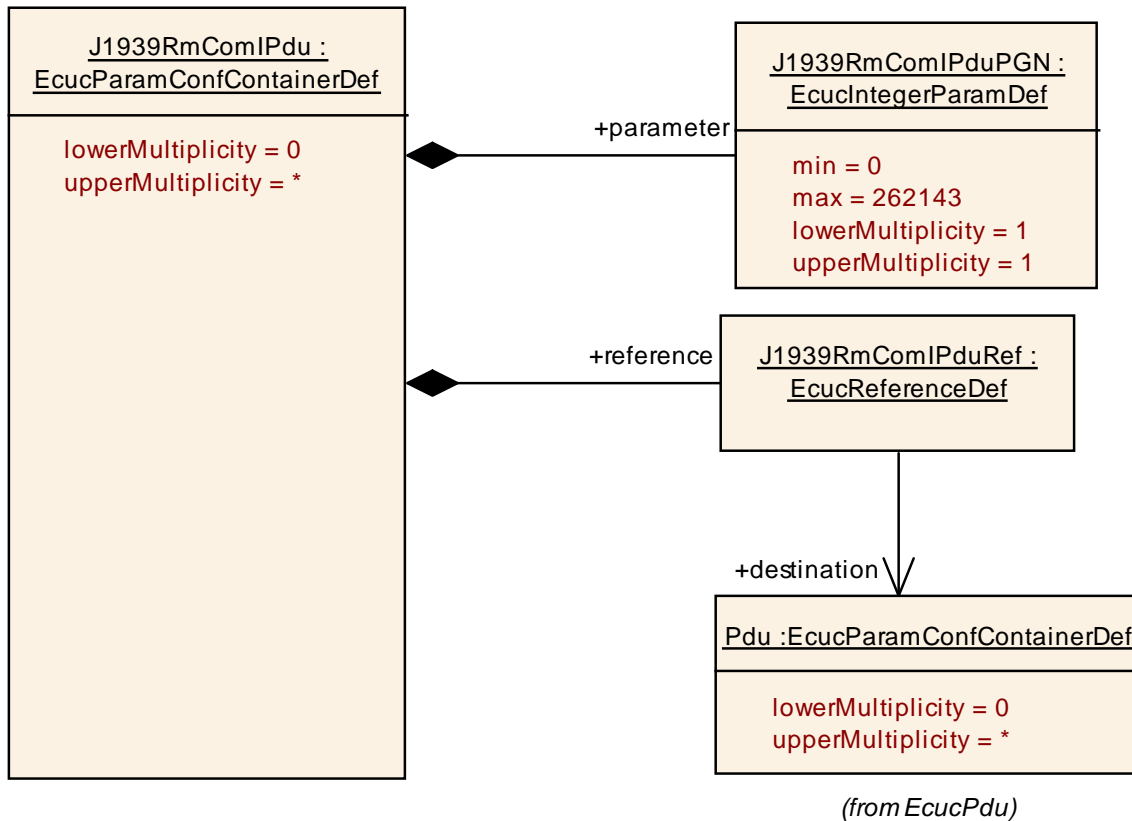 J1939RmComIPdu :
EcucParamConfContainerDef
lowerMultiplicity = 0
upperMultiplicity = *
+parameter
J1939RmComIPduPGN :
EcucIntegerParamDef
min = 0
max = 262143
lowerMultiplicity = 1
upperMultiplicity = 1
+reference
J1939RmComIPduRef :
EcucReferenceDef
+destination
Pdu :EcucParamConfContainerDef
lowerMultiplicity = 0
upperMultiplicity = *
(from EcucPdu)